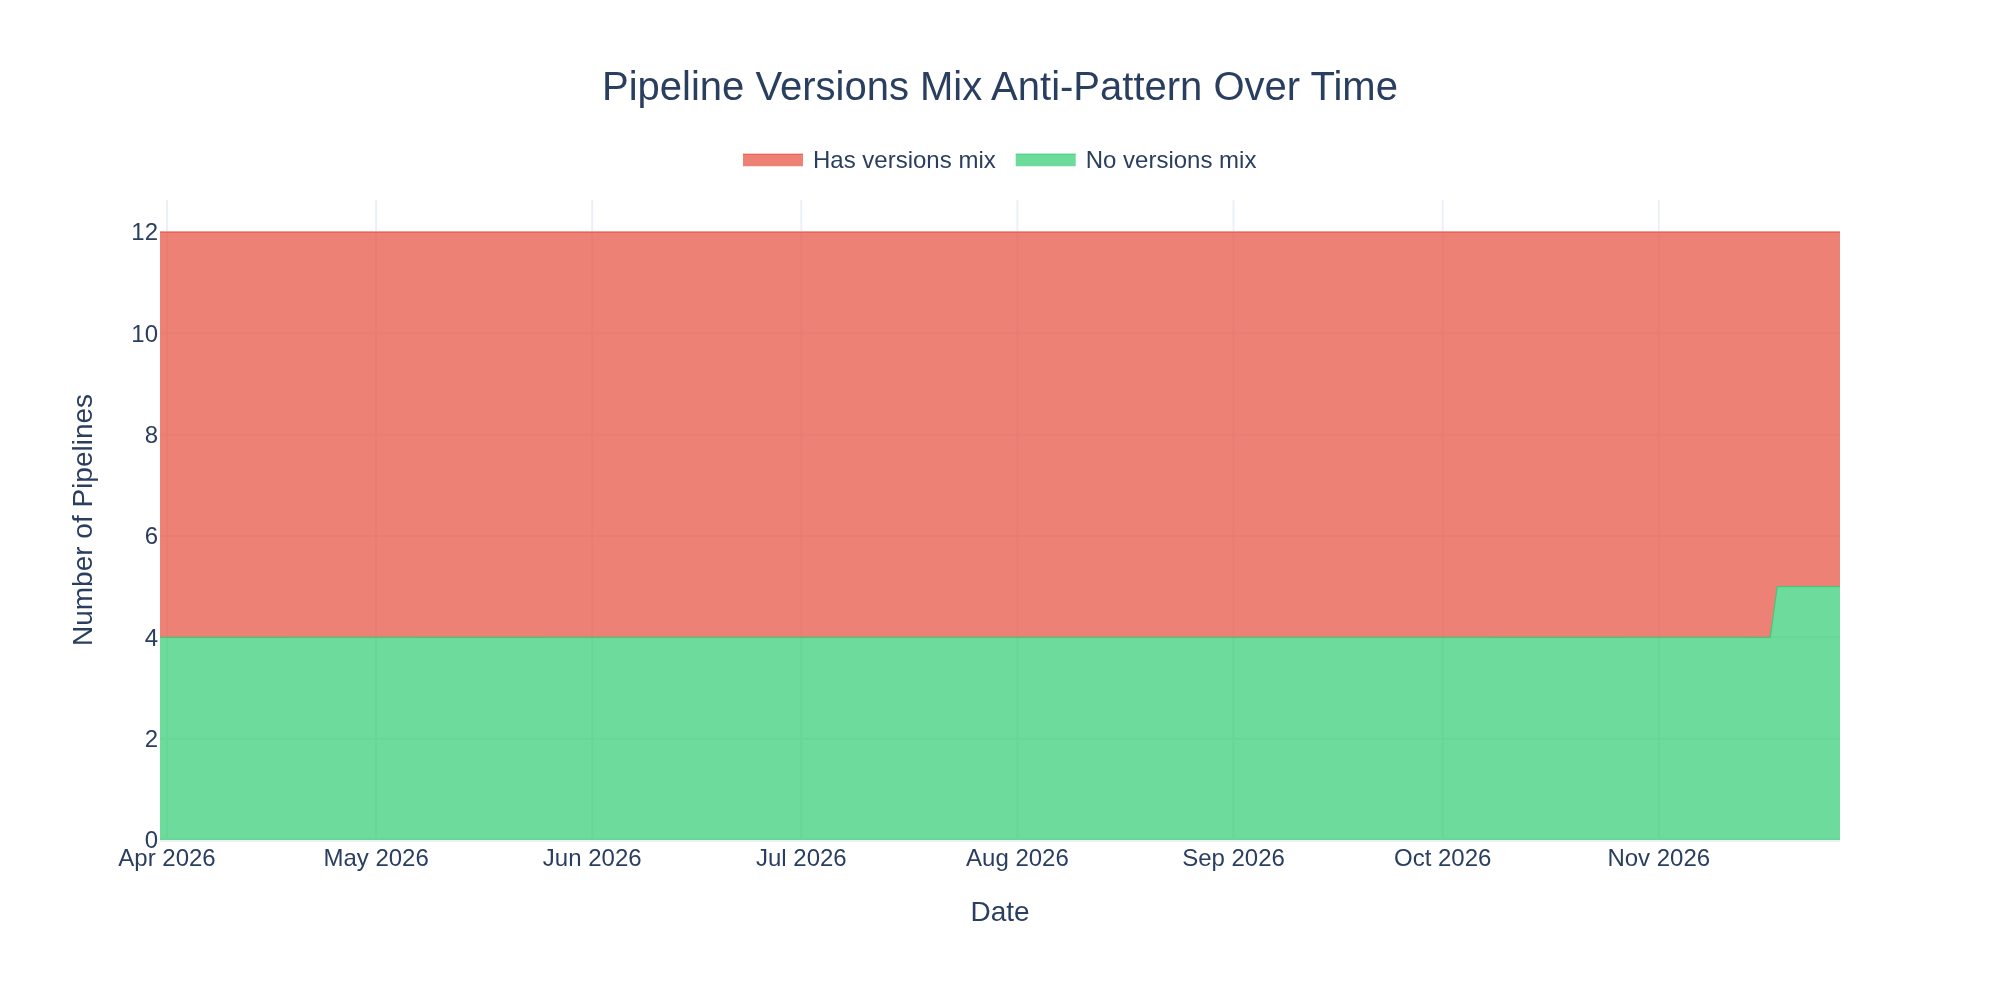 Pipeline Versions Mix Anti-Pattern Over Time
Has versions mix No versions mix
12
10
8
6
4
2
0
Number of Pipelines
Apr 2026 May 2026 Jun 2026 Jul 2026 Aug 2026 Sep 2026 Oct 2026 Nov 2026
Date